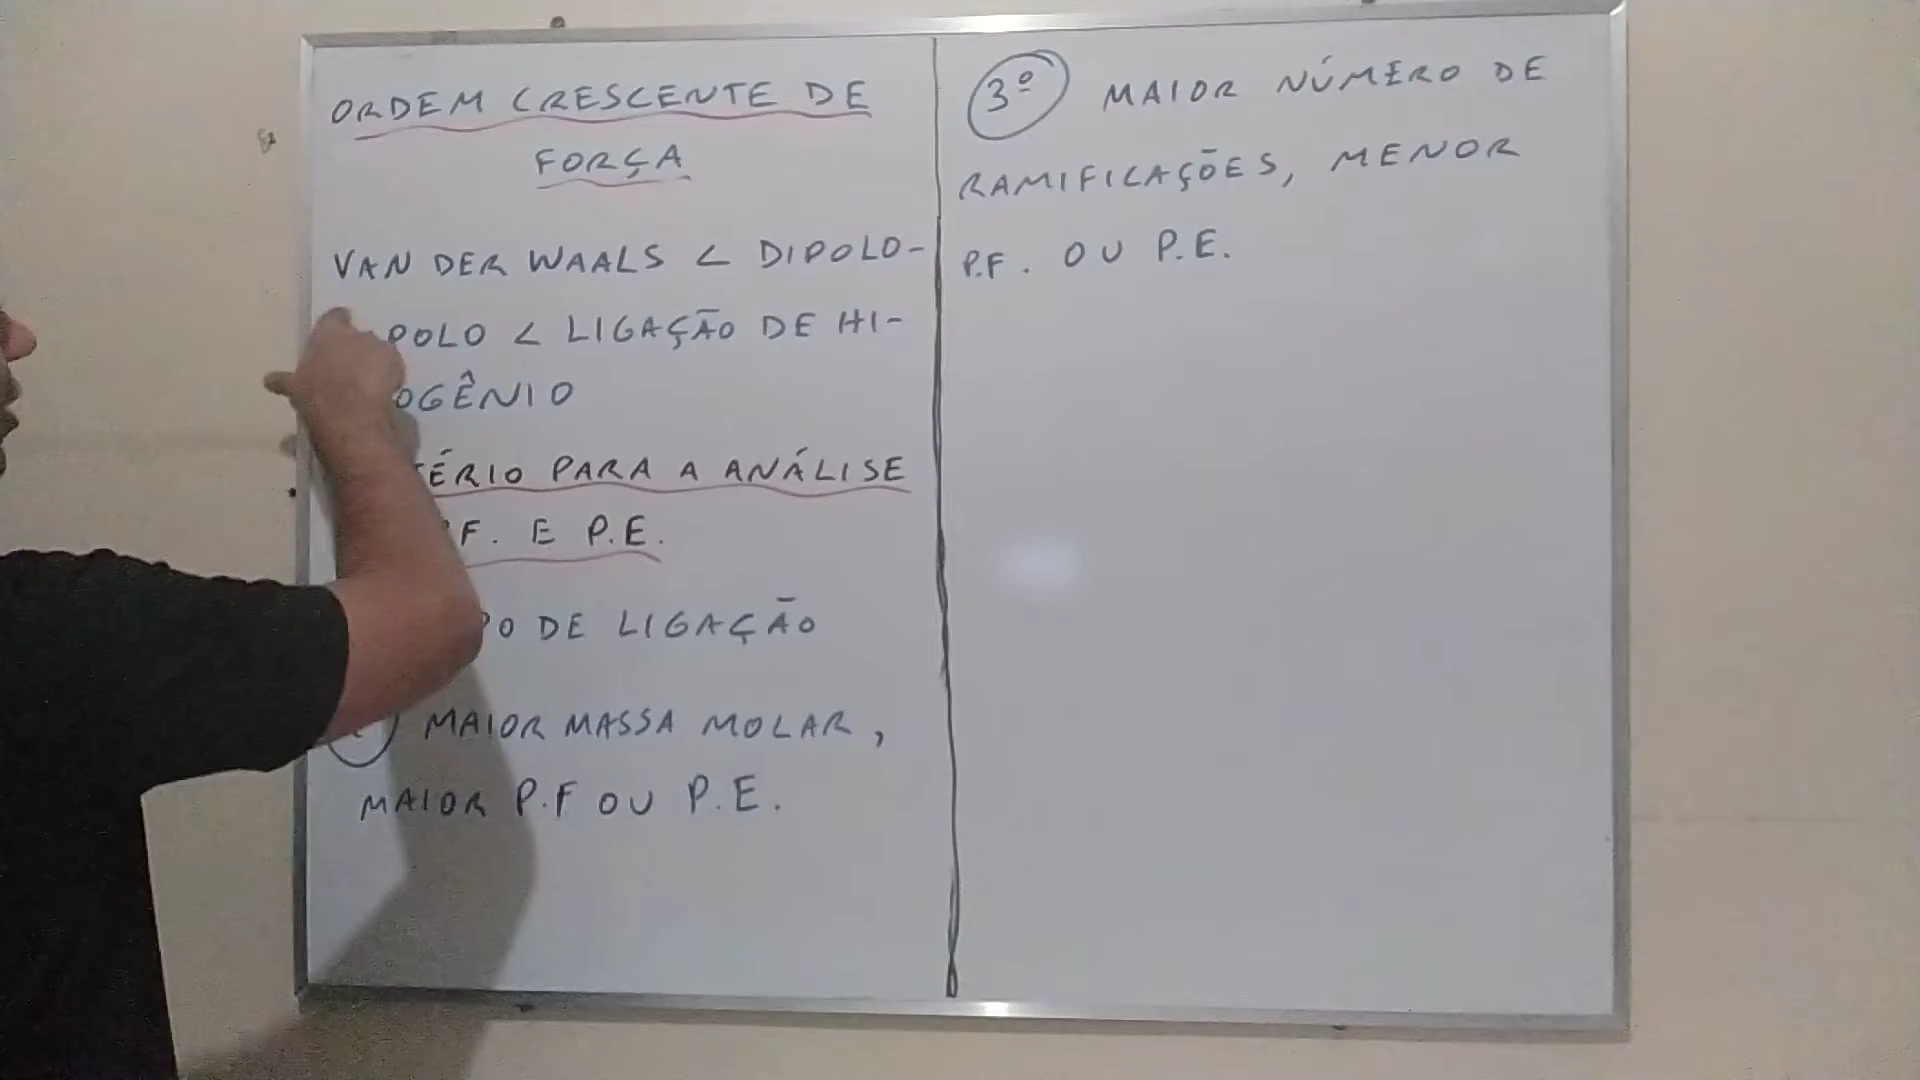 ORDEM CRESCENTE DE
FORÇA
VAN DER WAALS < DIPOLO-
POLO < LIGAÇÃO DE HI-
OGÊNIO
ÉRIO PARA A ANÁLISE
F. E P.E.
PO DE LIGAÇÃO
MAIOR MASSA MOLAR,
MAIOR P.F OU P.E.
3º MAIOR NÚMERO DE
RAMIFICAÇÕES, MENOR
P.F. OU P.E.